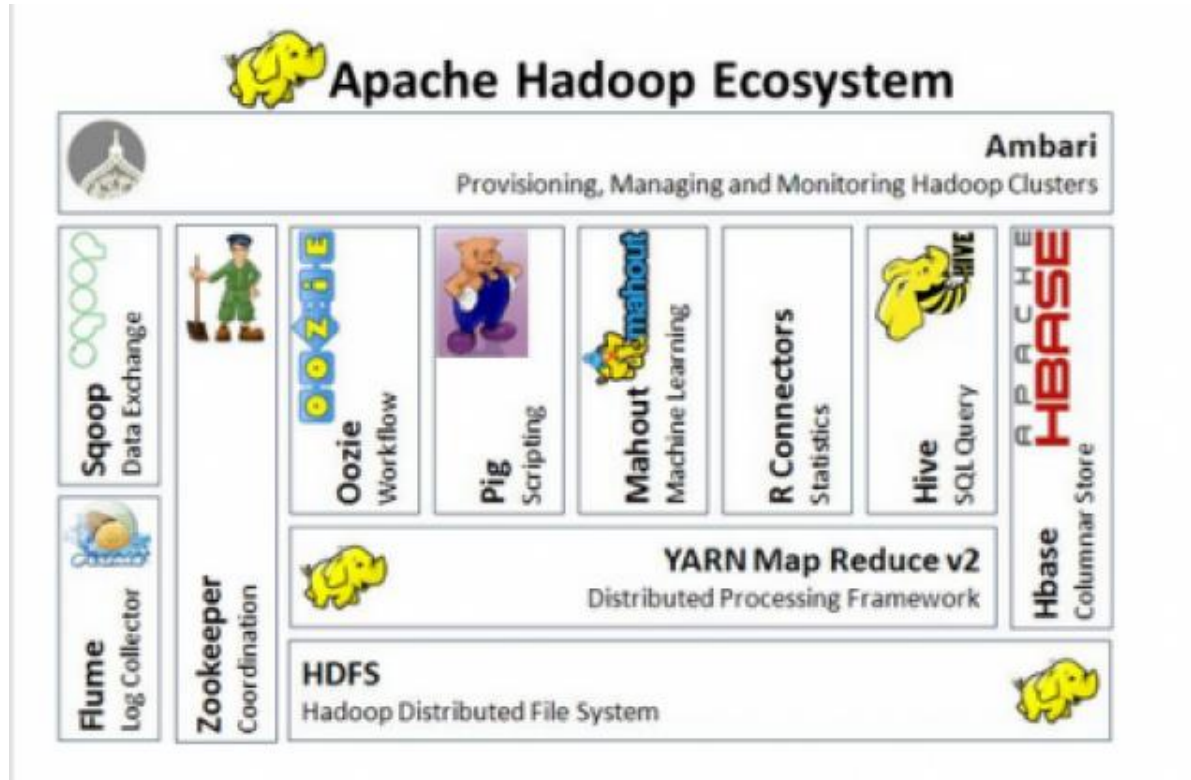 Apache Hadoop Ecosystem
Ambari
Provisioning, Managing and Monitoring Hadoop Clusters
Sqoop
Data Exchange
Flume
Log Collector
Zookeeper
Coordination
OOZIE
Oozie
Workflow
Pig
Scripting
mahout
Mahout
Machine Learning
R Connectors
Statistics
HIVE
Hive
SQL Query
APACHE
HBASE
Hbase
Columnar Store
YARN Map Reduce v2
Distributed Processing Framework
HDFS
Hadoop Distributed File System